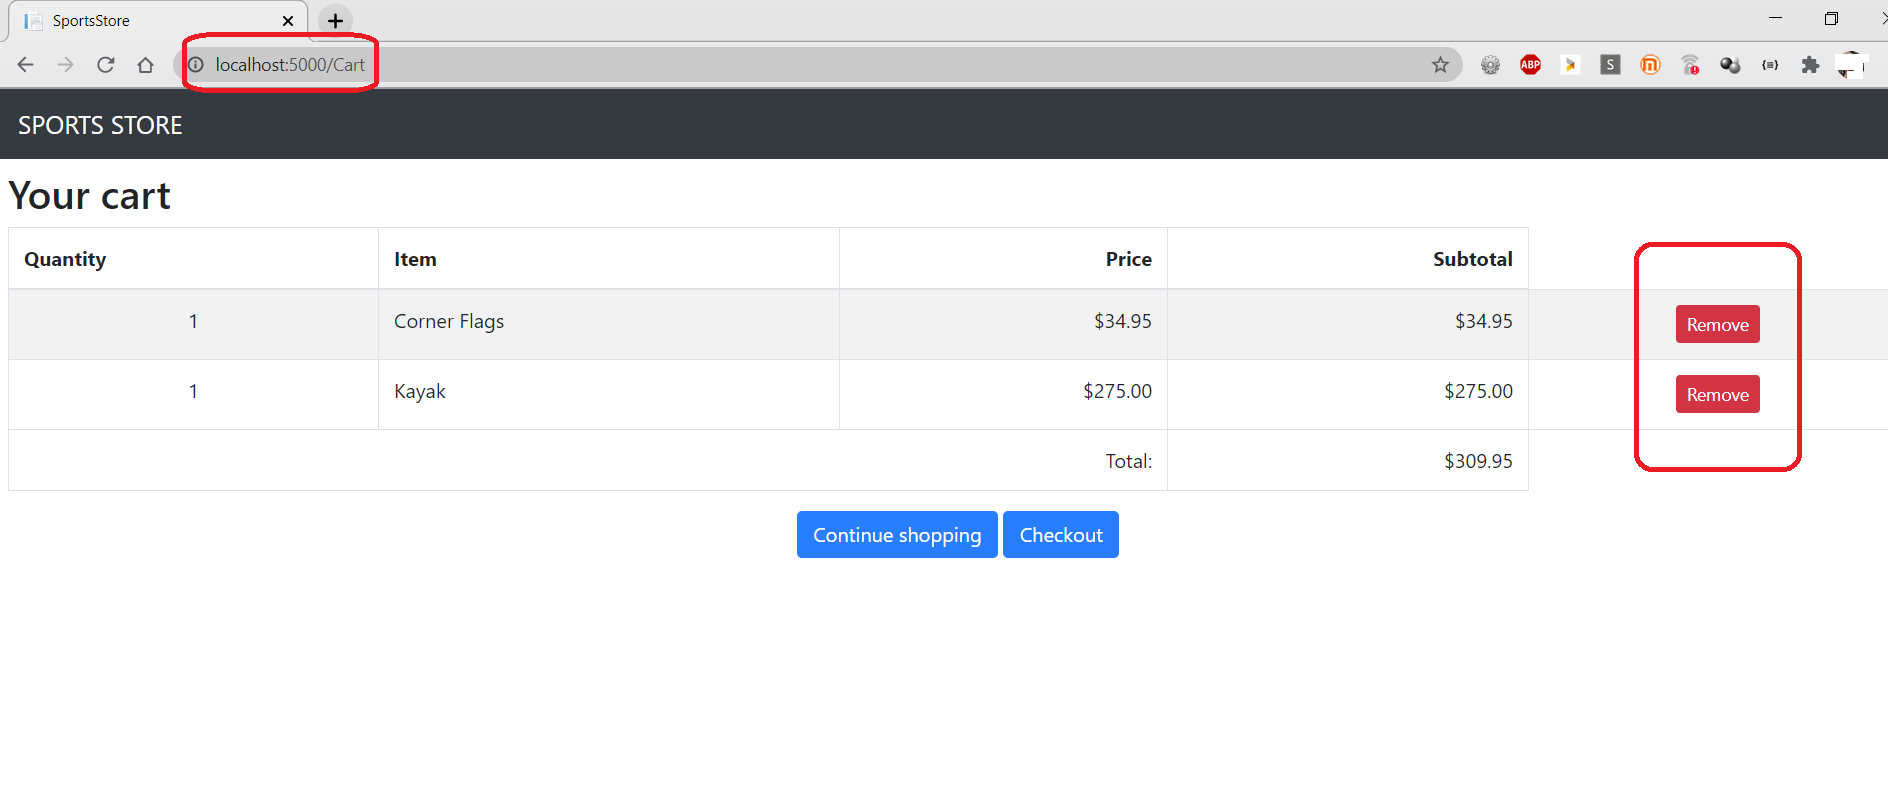 SportsStore
localhost:5000/Cart
ABP
S
SPORTS STORE
Your cart
Quantity Item Price Subtotal
1 Corner Flags $34.95 $34.95 Remove
1 Kayak $275.00 $275.00 Remove
Total: $309.95
Continue shopping Checkout